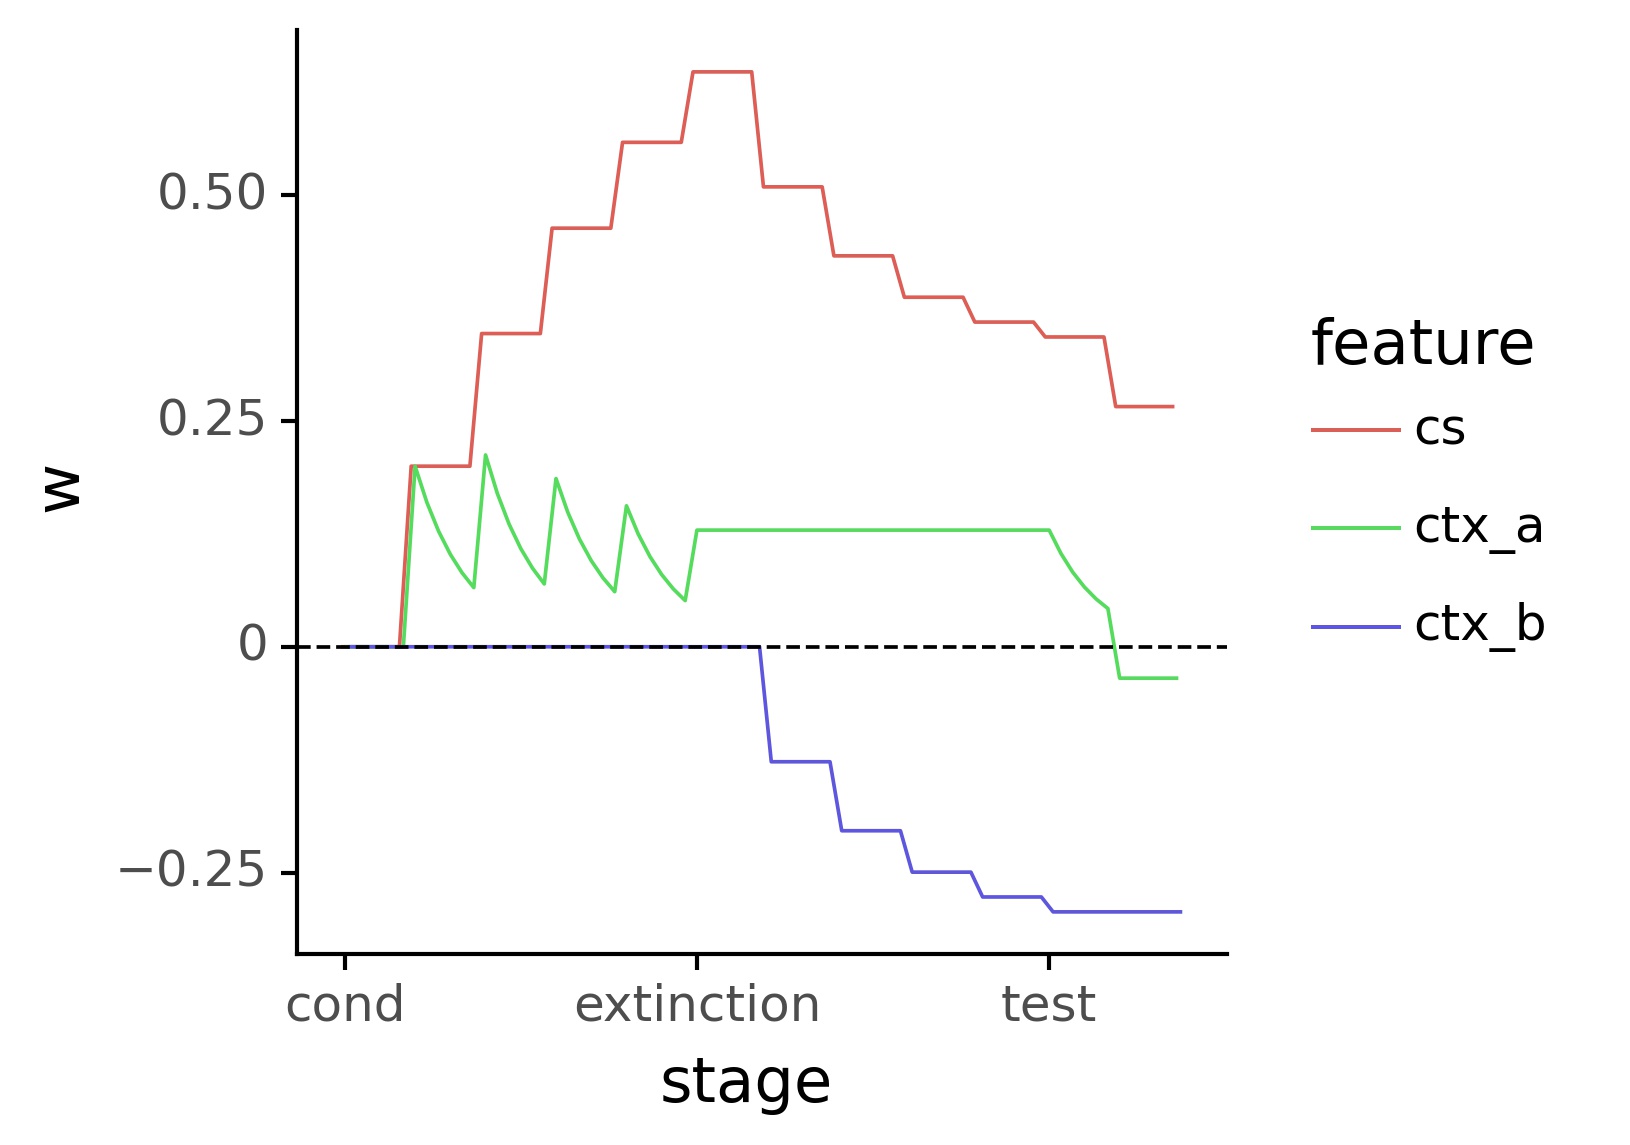 0.50
0.25
0
−0.25
w
cond
extinction
test
stage
feature
cs
ctx_a
ctx_b